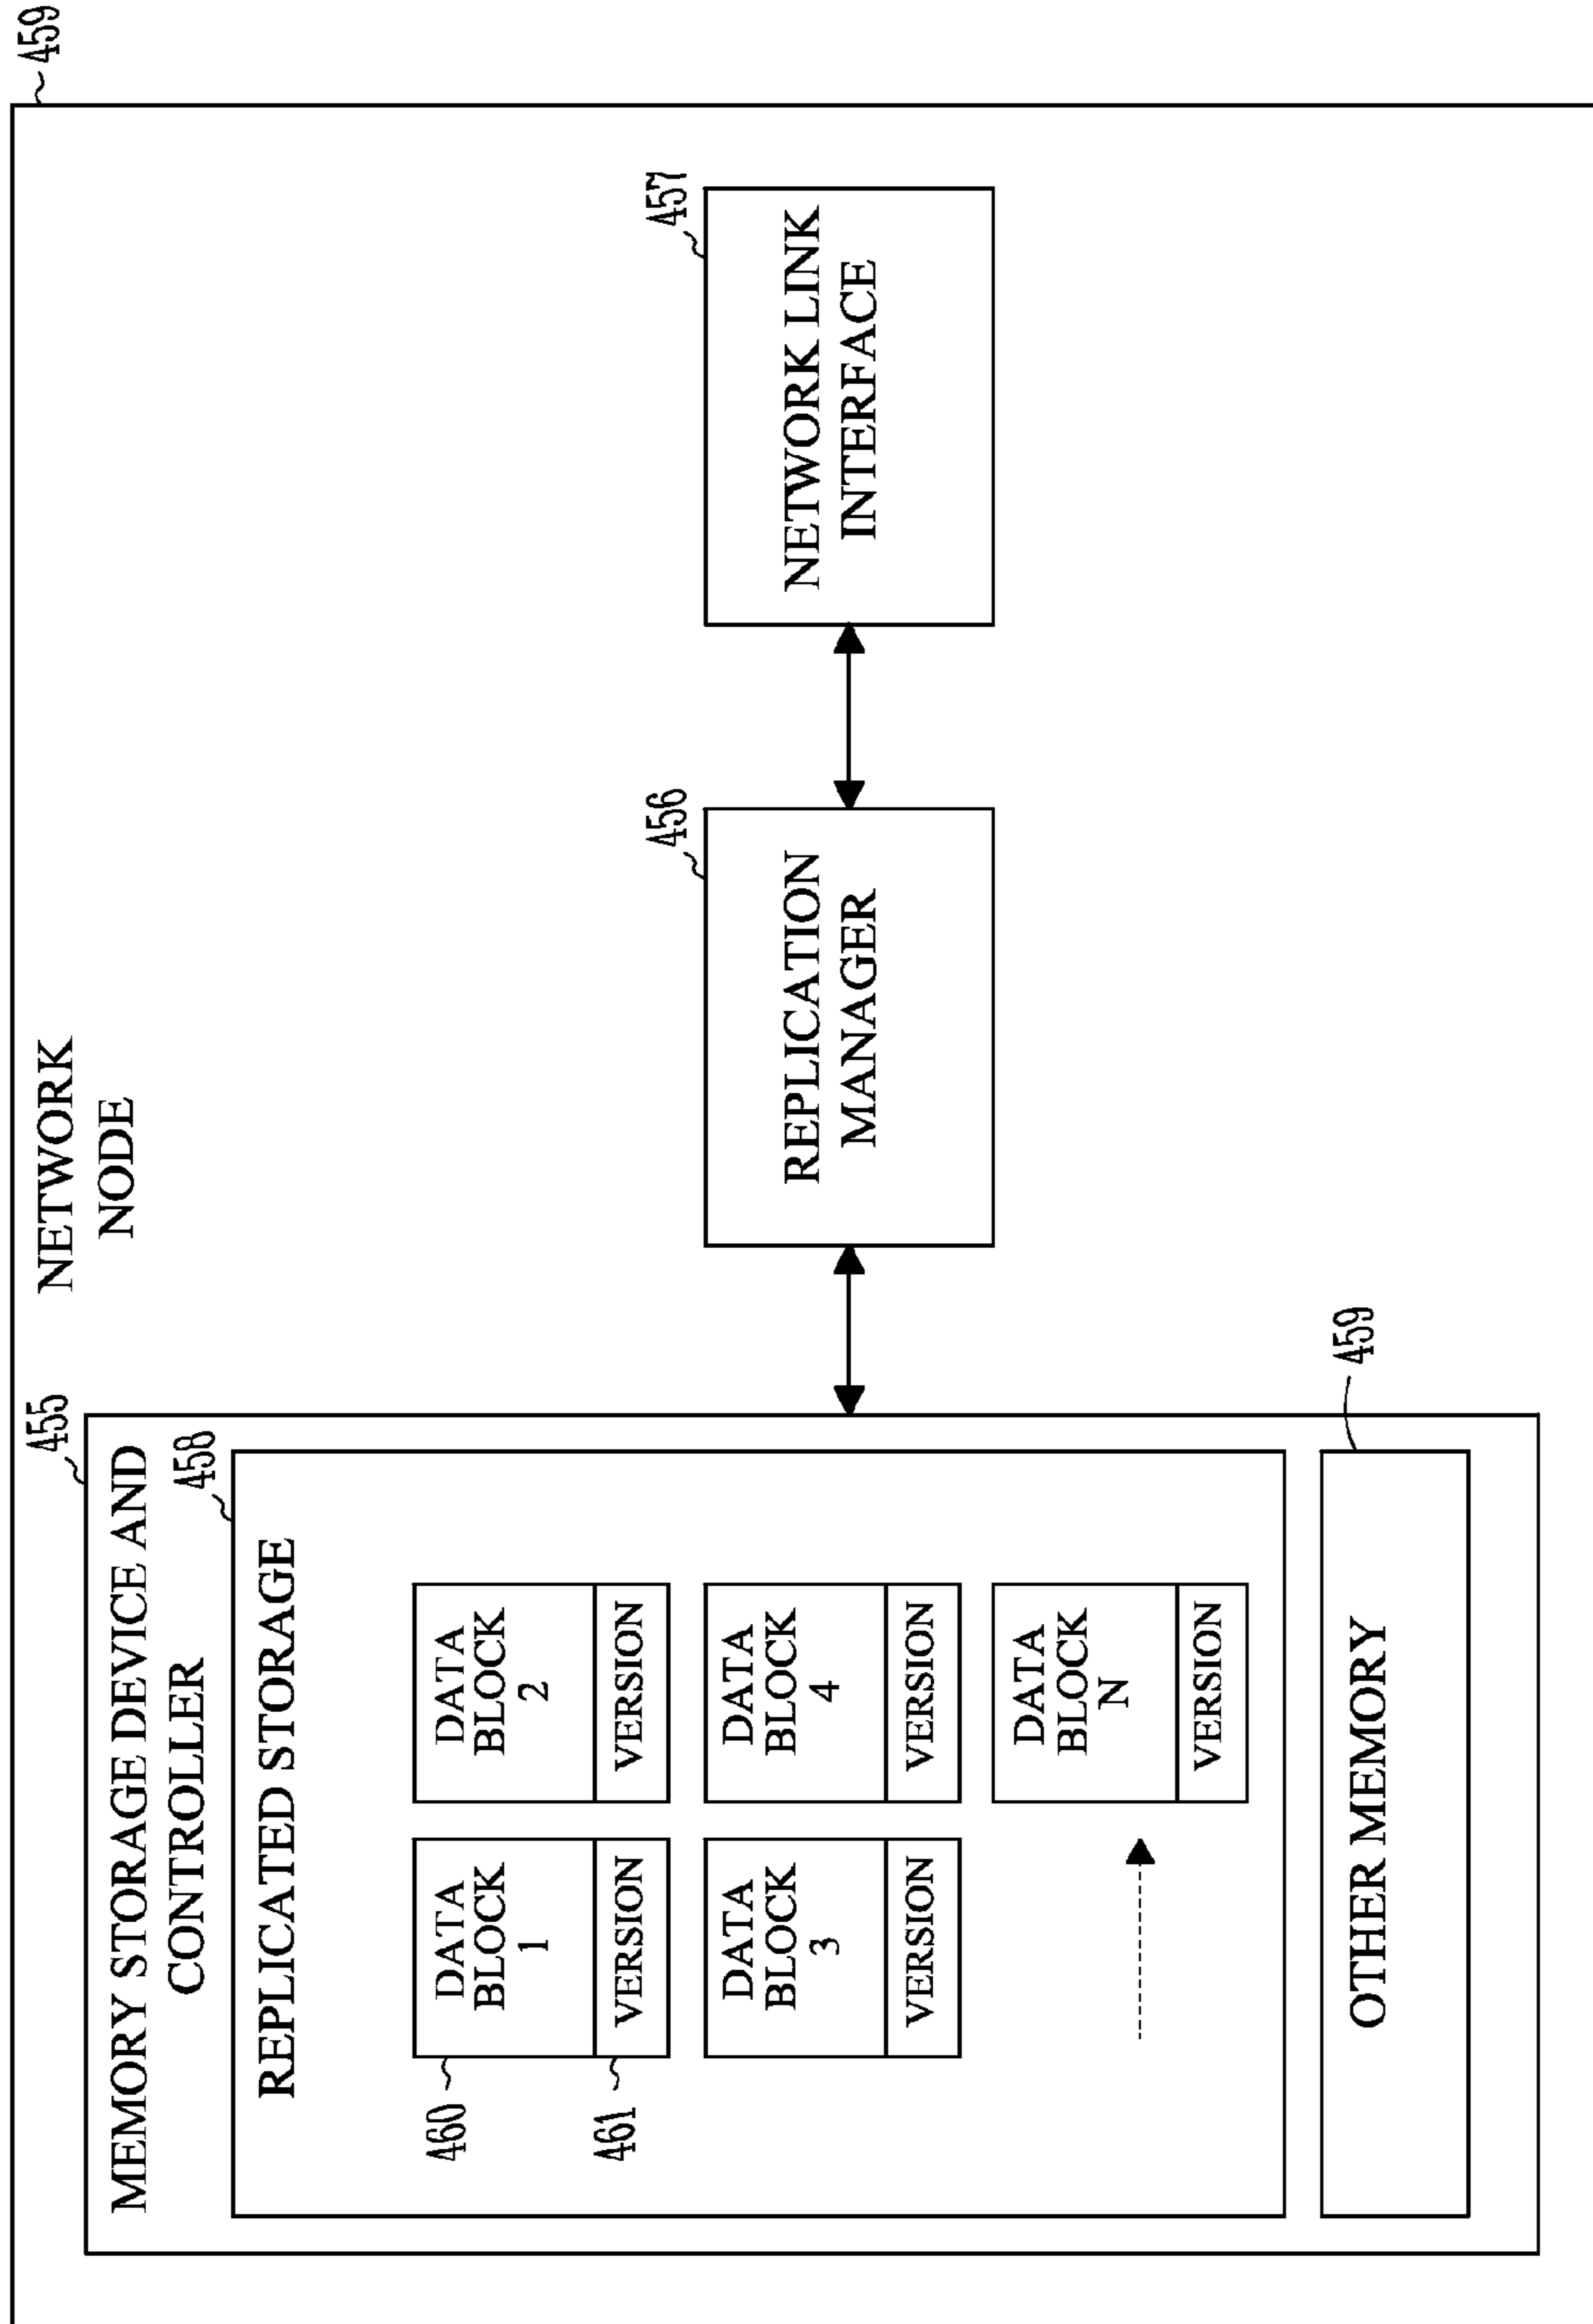 459
NETWORK
NODE
455
MEMORY STORAGE DEVICE AND
CONTROLLER
458
REPLICATED STORAGE
460
DATA
BLOCK
1
461
VERSION
DATA
BLOCK
2
VERSION
DATA
BLOCK
3
VERSION
DATA
BLOCK
4
VERSION
DATA
BLOCK
N
VERSION
459
OTHER MEMORY
456
REPLICATION
MANAGER
457
NETWORK LINK
INTERFACE